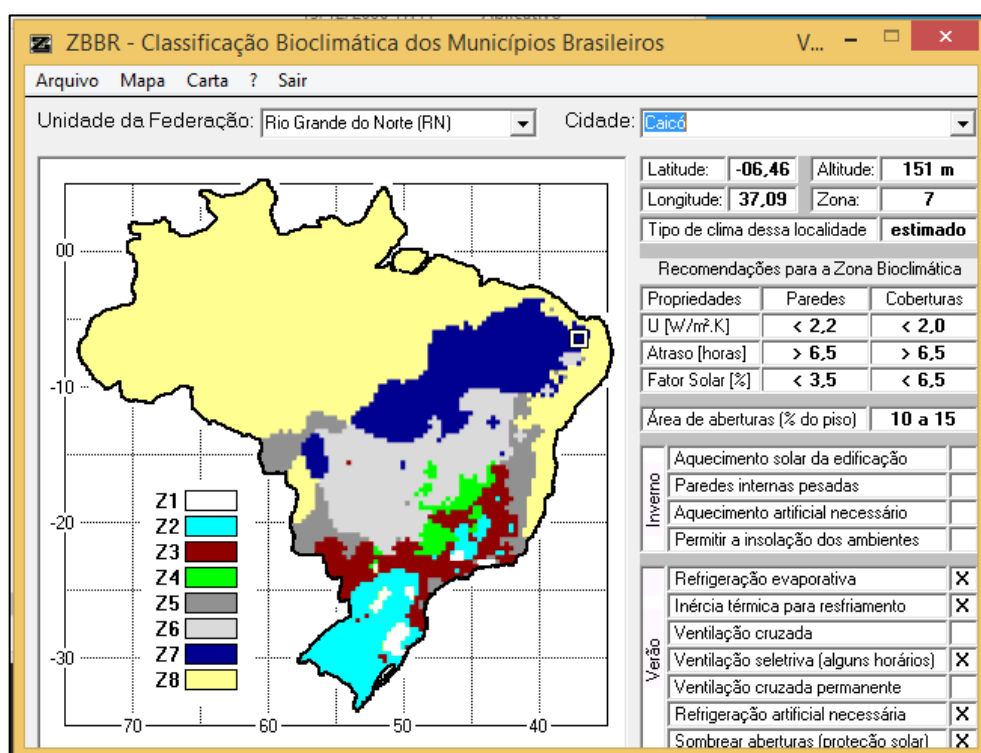 ZBBR - Classificação Bioclimática dos Municípios Brasileiros V...
Arquivo Mapa Carta ? Sair
Unidade da Federação: Rio Grande do Norte (RN) Cidade: Caicó
Latitude: -06,46 Altitude: 151 m
Longitude: 37,09 Zona: 7
Tipo de clima dessa localidade estimado
Recomendações para a Zona Bioclimática
Propriedades Paredes Coberturas
U [W/m².K] < 2,2 < 2,0
Atraso [horas] > 6,5 > 6,5
Fator Solar [%] < 3,5 < 6,5
Área de aberturas (% do piso) 10 a 15
Inverno
Aquecimento solar da edificação
Paredes internas pesadas
Aquecimento artificial necessário
Permitir a insolação dos ambientes
Verão
Refrigeração evaporativa X
Inércia térmica para resfriamento X
Ventilação cruzada
Ventilação seletriva (alguns horários) X
Ventilação cruzada permanente
Refrigeração artificial necessária X
Sombrear aberturas (proteção solar) X
00
-10
-20
-30
70 60 50 40
Z1
Z2
Z3
Z4
Z5
Z6
Z7
Z8